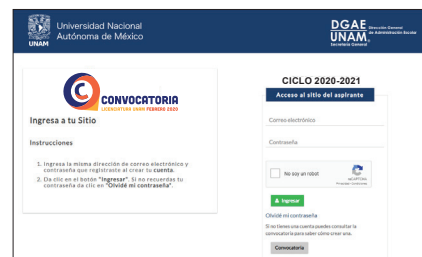 Universidad Nacional
Autónoma de México
UNAM
DGAE Dirección General
de Administración Escolar
UNAM
Secretaría General
CONVOCATORIA
LICENCIATURA UNAM FEBRERO 2020
Ingresa a tu Sitio
Instrucciones
1. Ingresa la misma dirección de correo electrónico y
contraseña que registraste al crear tu cuenta.
2. Da clic en el botón "Ingresar". Si no recuerdas tu
contraseña da clic en "Olvidé mi contraseña".
CICLO 2020-2021
Acceso al sitio del aspirante
Correo electrónico
Contraseña
No soy un robot
reCAPTCHA
Privacidad - Condiciones
Ingresar
Olvidé mi contraseña
Si no tienes una cuenta puedes consultar la
convocatoria para saber cómo crear una.
Convocatoria